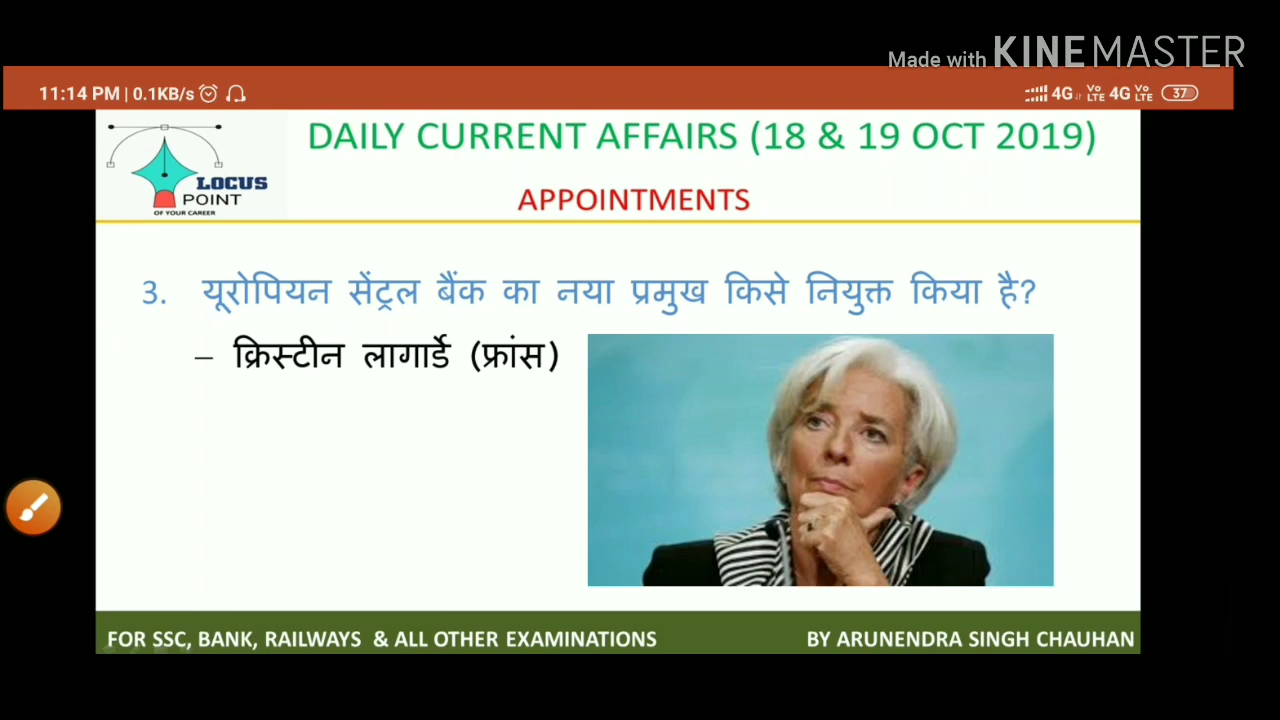 Made with KINEMASTER
11:14 PM | 0.1KB/s 4G VoLTE 4G VoLTE 37
DAILY CURRENT AFFAIRS (18 & 19 OCT 2019)
LOCUS
POINT
OF YOUR CAREER
APPOINTMENTS
3. यूरोपियन सेंट्रल बैंक का नया प्रमुख किसे नियुक्त किया है?
– क्रिस्टीन लागार्डे (फ्रांस)
FOR SSC, BANK, RAILWAYS & ALL OTHER EXAMINATIONS BY ARUNENDRA SINGH CHAUHAN